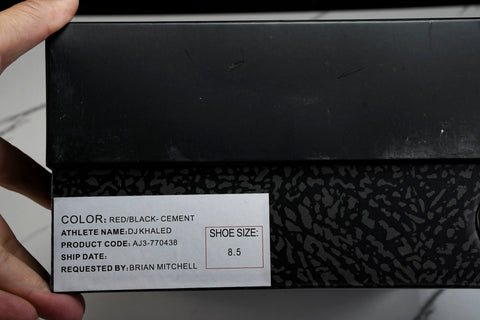 COLOR: RED/BLACK- CEMENT
ATHLETE NAME:DJ KHALED
PRODUCT CODE: AJ3-770438
SHIP DATE:
REQUESTED BY:BRIAN MITCHELL
SHOE SIZE:
8.5